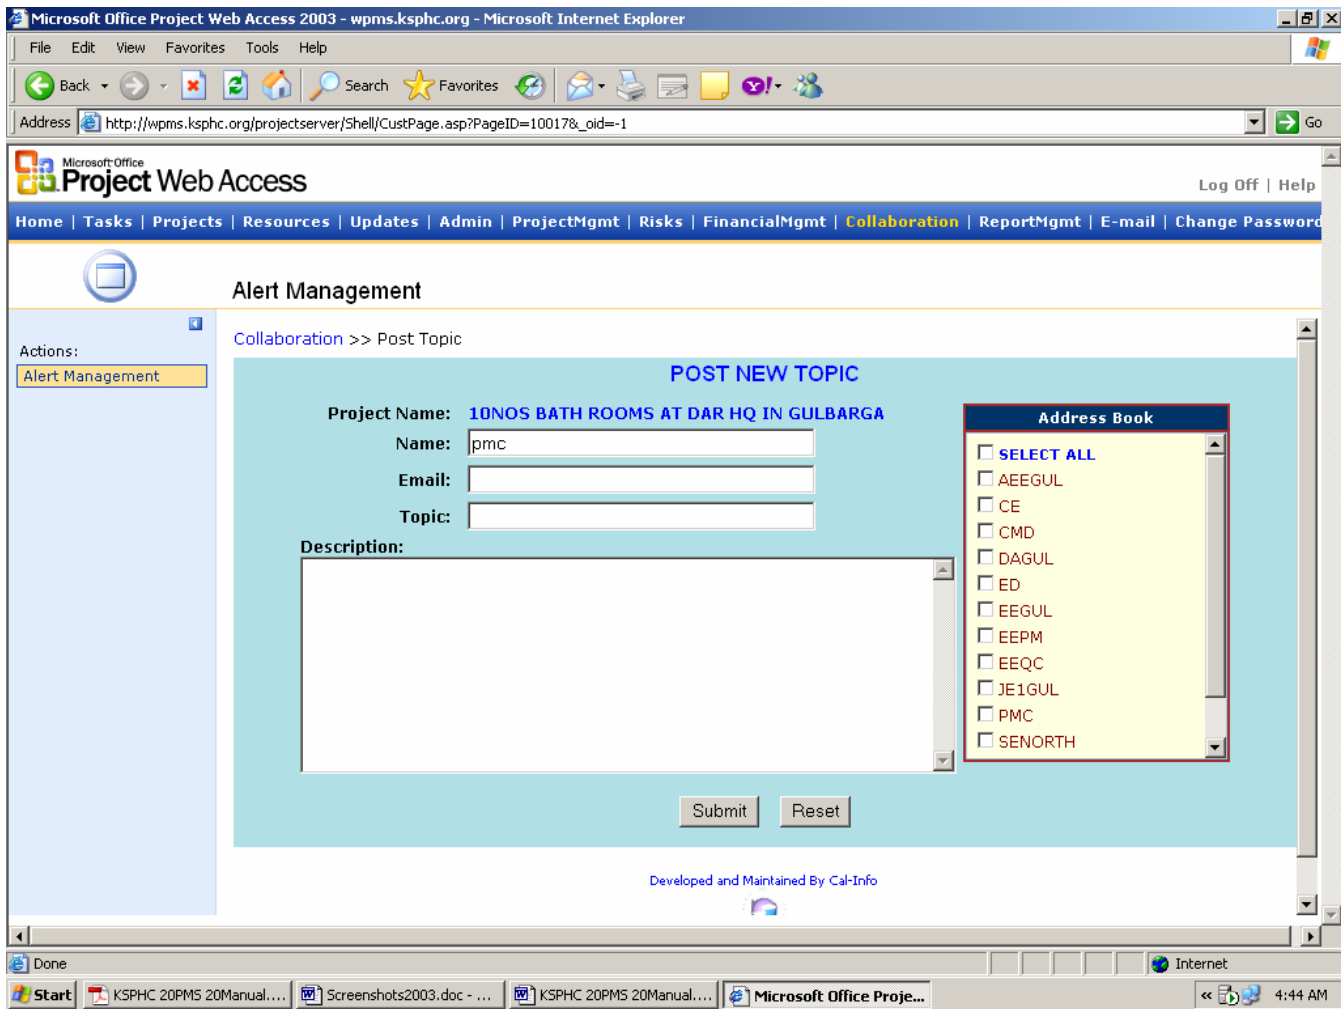 Microsoft Office Project Web Access 2003 - wpms.ksphc.org - Microsoft Internet Explorer
File Edit View Favorites Tools Help
Back Search Favorites
Address http://wpms.ksphc.org/projectserver/Shell/CustPage.asp?PageID=10017&_oid=-1 Go
Microsoft Office
Project Web Access
Log Off | Help
Home | Tasks | Projects | Resources | Updates | Admin | ProjectMgmt | Risks | FinancialMgmt | Collaboration | ReportMgmt | E-mail | Change Password
Alert Management
Actions:
Alert Management
Collaboration >> Post Topic
POST NEW TOPIC
Project Name: 10NOS BATH ROOMS AT DAR HQ IN GULBARGA
Name: pmc
Email:
Topic:
Description:
Address Book
SELECT ALL
AEEGUL
CE
CMD
DAGUL
ED
EEGUL
EEPM
EEQC
JE1GUL
PMC
SENORTH
Submit Reset
Developed and Maintained By Cal-Info
Done Internet
Start KSPHC 20PMS 20Manual.... Screenshots2003.doc - ... KSPHC 20PMS 20Manual.... Microsoft Office Proje... « 4:44 AM